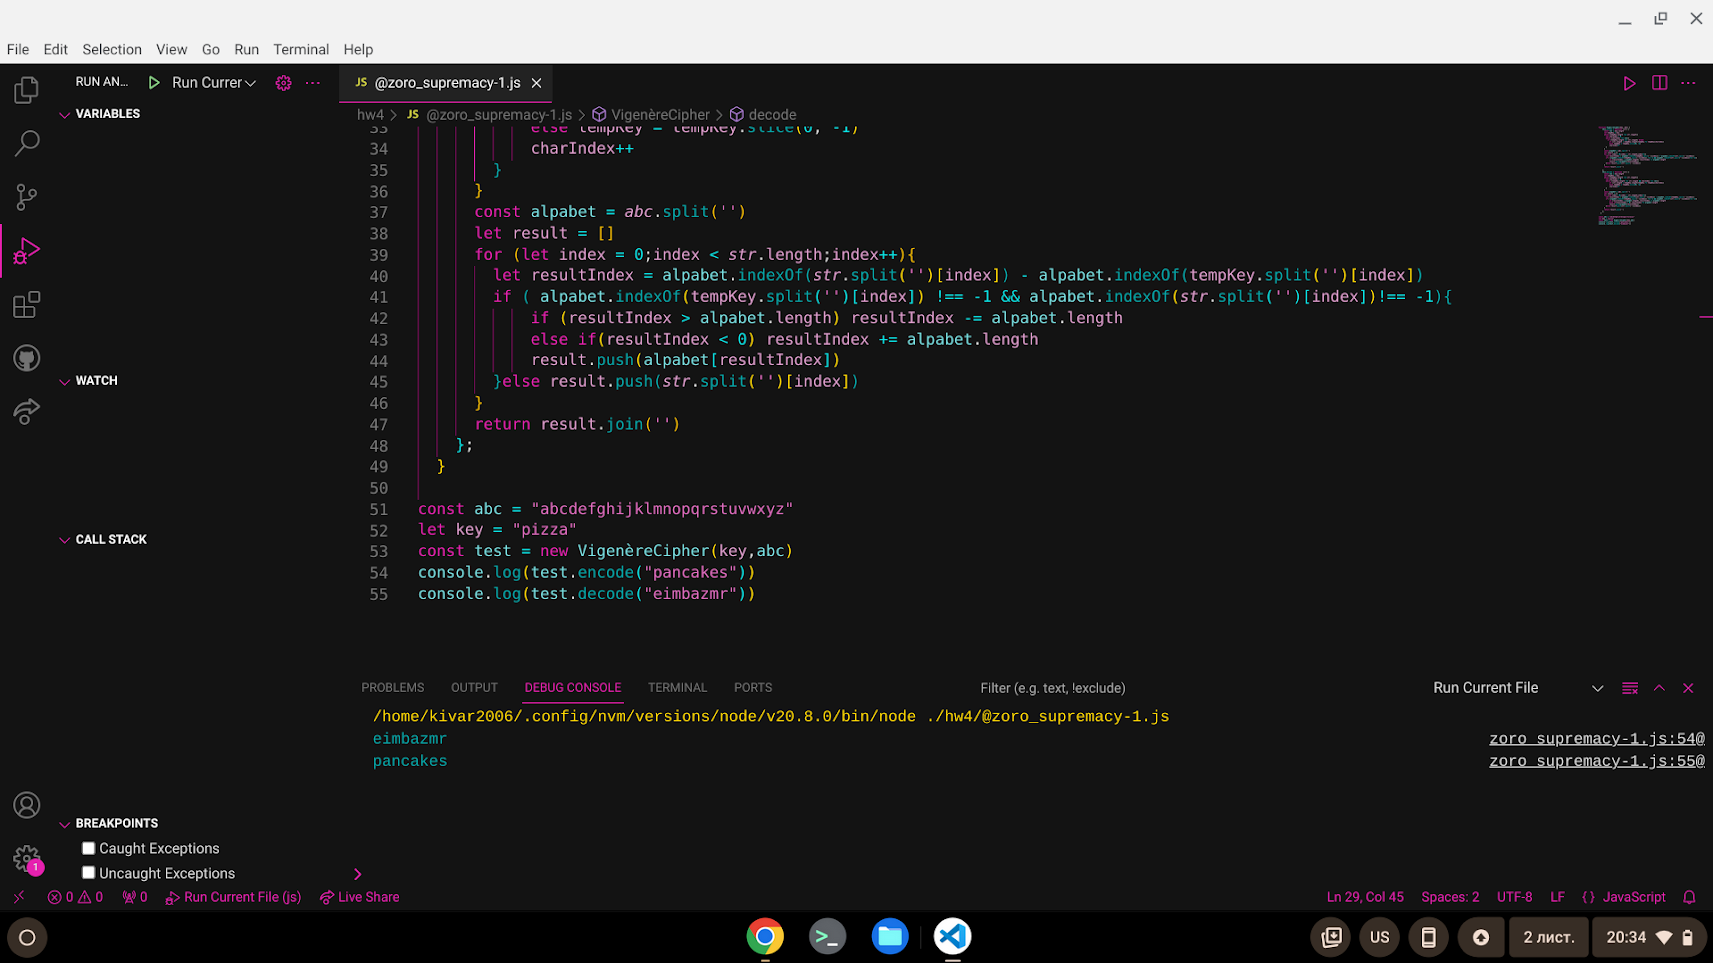 File Edit Selection View Go Run Terminal Help
RUN AN... Run Currer ··· JS @zoro_supremacy-1.js ···
VARIABLES
hw4 > JS @zoro_supremacy-1.js > VigenèreCipher > decode
33 else tempKey = tempKey.slice(0, -1)
34 charIndex++
35 }
36 }
37 const alpabet = abc.split('')
38 let result = []
39 for (let index = 0;index < str.length;index++){
40 let resultIndex = alpabet.indexOf(str.split('')[index]) - alpabet.indexOf(tempKey.split('')[index])
41 if ( alpabet.indexOf(tempKey.split('')[index]) !== -1 && alpabet.indexOf(str.split('')[index])!== -1){
42 if (resultIndex > alpabet.length) resultIndex -= alpabet.length
43 else if(resultIndex < 0) resultIndex += alpabet.length
44 result.push(alpabet[resultIndex])
45 }else result.push(str.split('')[index])
46 }
47 return result.join('')
48 };
49 }
50
51 const abc = "abcdefghijklmnopqrstuvwxyz"
52 let key = "pizza"
53 const test = new VigenèreCipher(key,abc)
54 console.log(test.encode("pancakes"))
55 console.log(test.decode("eimbazmr"))
WATCH
CALL STACK
PROBLEMS OUTPUT DEBUG CONSOLE TERMINAL PORTS Filter (e.g. text, !exclude) Run Current File
/home/kivar2006/.config/nvm/versions/node/v20.8.0/bin/node ./hw4/@zoro_supremacy-1.js
eimbazmr zoro_supremacy-1.js:54@
pancakes zoro_supremacy-1.js:55@
BREAKPOINTS
Caught Exceptions
1
Uncaught Exceptions
0 0 0 Run Current File (js) Live Share Ln 29, Col 45 Spaces: 2 UTF-8 LF {} JavaScript
US 2 лист. 20:34